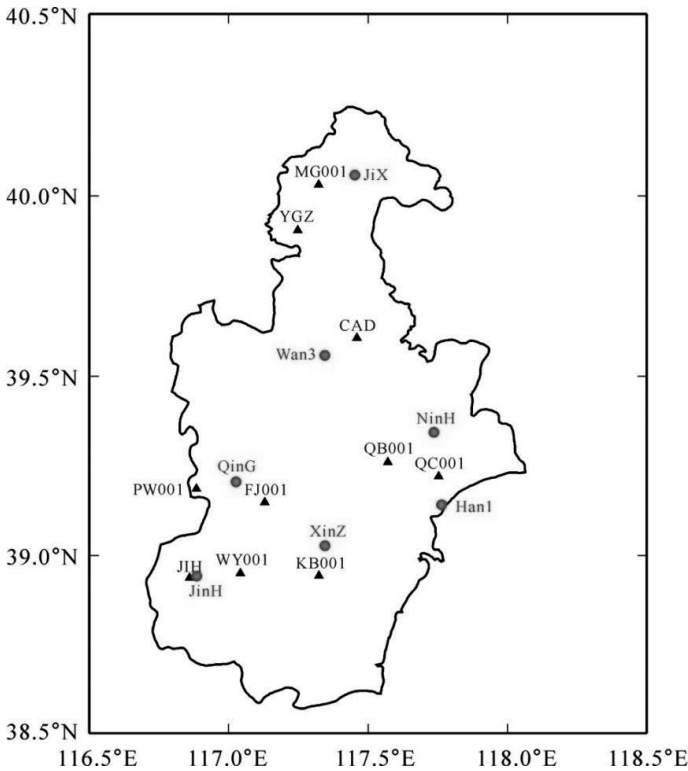 40.5°N
MG001
JiX
40.0°N
YGZ
CAD
Wan3
39.5°N
NinH
QB001
QC001
QinG
PW001
FJ001
Han1
XinZ
39.0°N
JIH
WY001
KB001
JinH
38.5°N
116.5°E 117.0°E 117.5°E 118.0°E 118.5°E